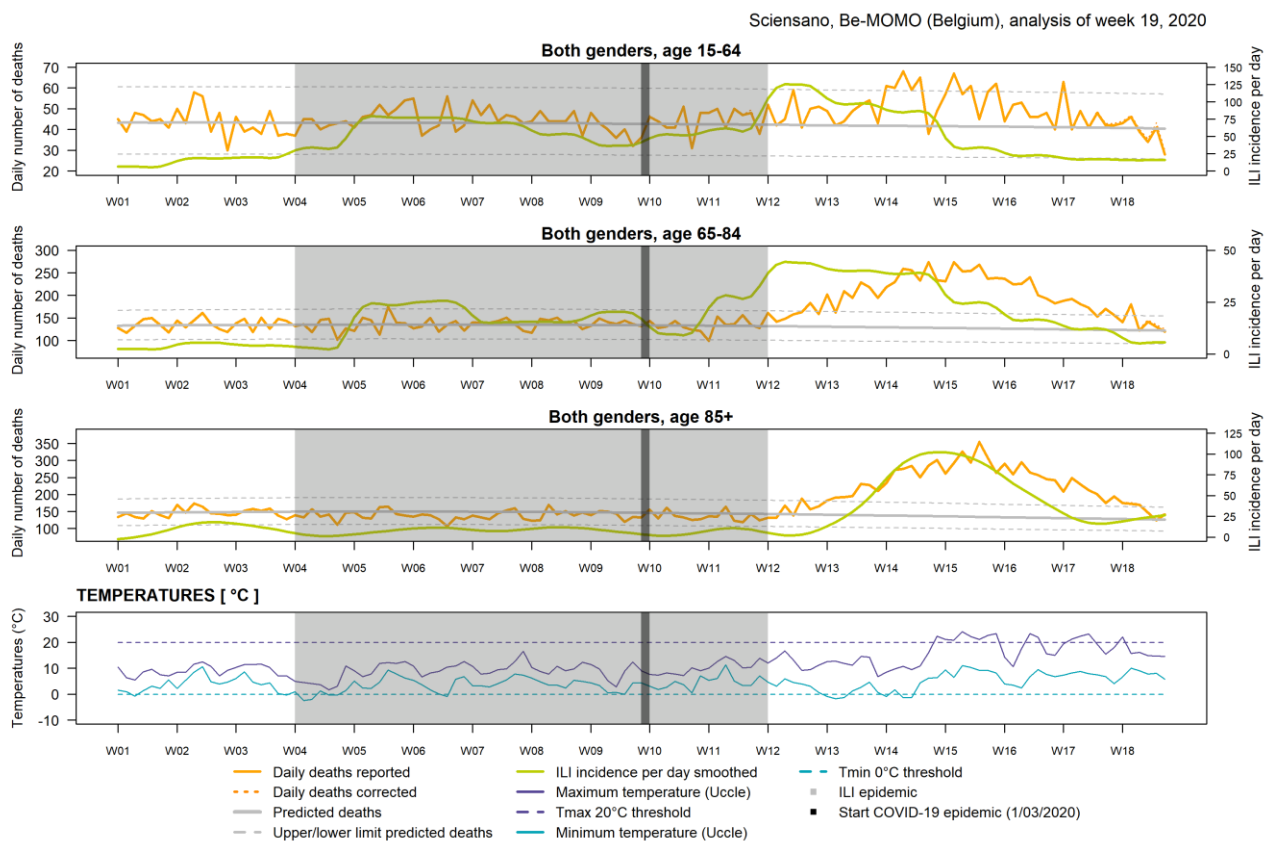 Sciensano, Be-MOMO (Belgium), analysis of week 19, 2020
Both genders, age 15-64
Daily number of deaths
70
60
50
40
30
20
150
125
100
75
50
25
0
ILI incidence per day
W01 W02 W03 W04 W05 W06 W07 W08 W09 W10 W11 W12 W13 W14 W15 W16 W17 W18
Both genders, age 65-84
Daily number of deaths
300
250
200
150
100
50
25
0
ILI incidence per day
W01 W02 W03 W04 W05 W06 W07 W08 W09 W10 W11 W12 W13 W14 W15 W16 W17 W18
Both genders, age 85+
Daily number of deaths
350
300
250
200
150
100
125
100
75
50
25
0
ILI incidence per day
W01 W02 W03 W04 W05 W06 W07 W08 W09 W10 W11 W12 W13 W14 W15 W16 W17 W18
TEMPERATURES [ °C ]
Temperatures (°C)
30
20
10
0
-10
W01 W02 W03 W04 W05 W06 W07 W08 W09 W10 W11 W12 W13 W14 W15 W16 W17 W18
Daily deaths reported
Daily deaths corrected
Predicted deaths
Upper/lower limit predicted deaths
ILI incidence per day smoothed
Maximum temperature (Uccle)
Tmax 20°C threshold
Minimum temperature (Uccle)
Tmin 0°C threshold
ILI epidemic
Start COVID-19 epidemic (1/03/2020)